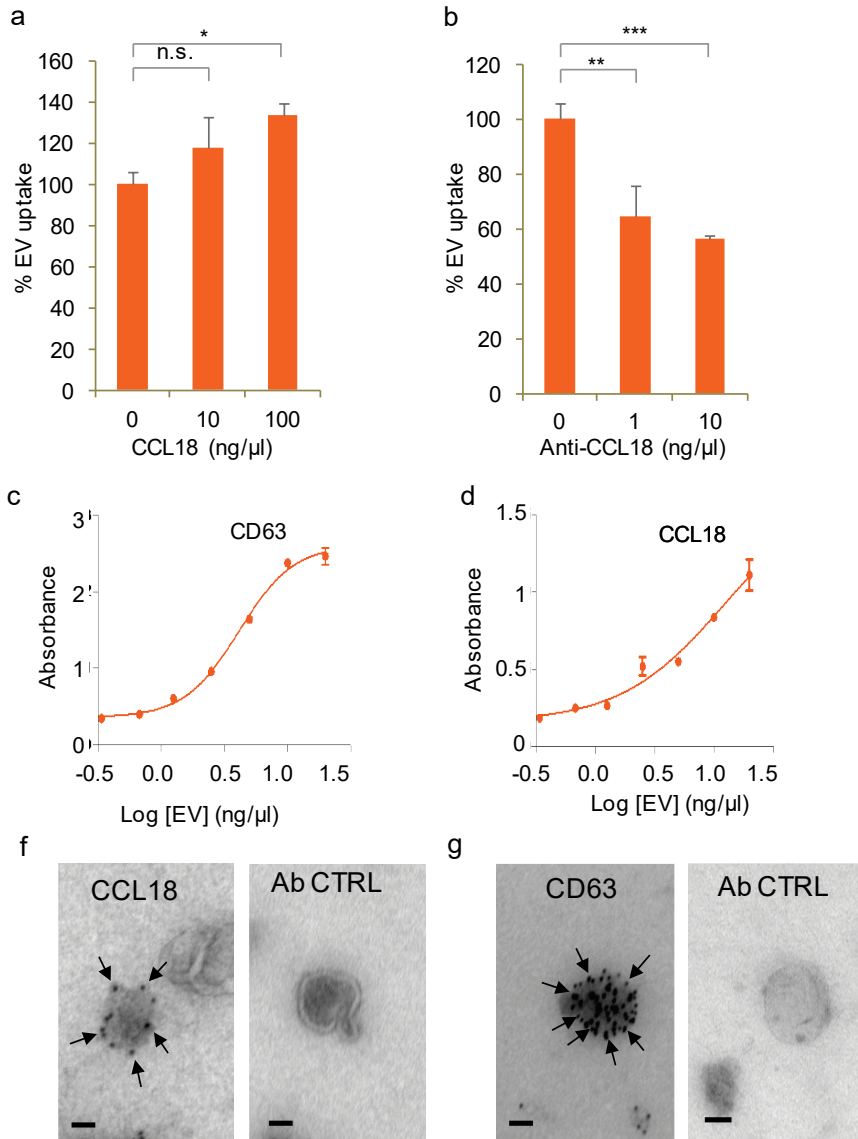 a
*
n.s.
160
140
120
100
80
60
40
20
0
% EV uptake
0 10 100
CCL18 (ng/µl)
b
***
**
120
100
80
60
40
20
0
% EV uptake
0 1 10
Anti-CCL18 (ng/µl)
c
CD63
3
2
1
0
Absorbance
-0.5 0.0 0.5 1.0 1.5
Log [EV] (ng/µl)
d
CCL18
1.5
1
0.5
0
Absorbance
-0.5 0.0 0.5 1.0 1.5
Log [EV] (ng/µl)
f
CCL18
Ab CTRL
g
CD63
Ab CTRL